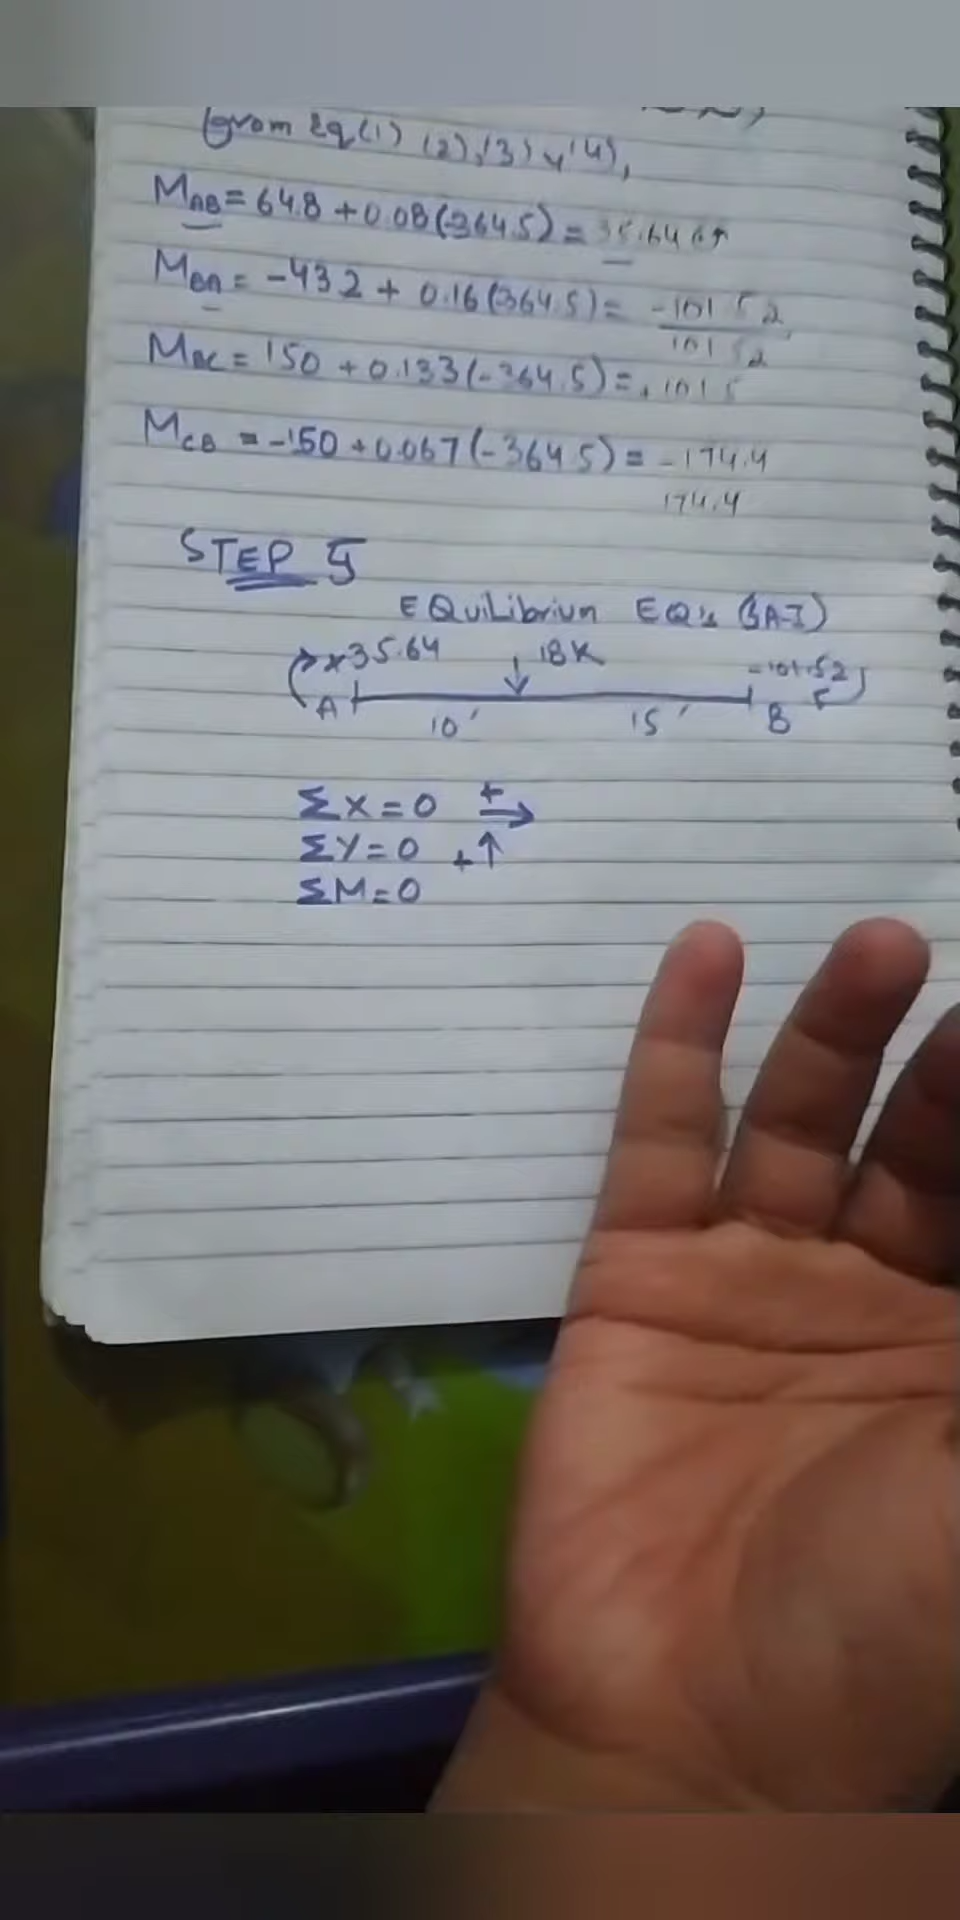 from Eq(1) (2),(3) y (4),
MAB = 64.8 + 0.08(-364.5) = 35.64
MBA = -43.2 + 0.16(-364.5) = -101.52
101.52
MBC = 150 + 0.133(-364.5) = +101.5
MCB = -150 + 0.067(-364.5) = -174.4
174.4
STEP 5
EQuiLibrium EQ's
+35.64 18K -101.52
A 10' 15' B
ΣX=0 + →
ΣY=0 +↑
ΣM=0